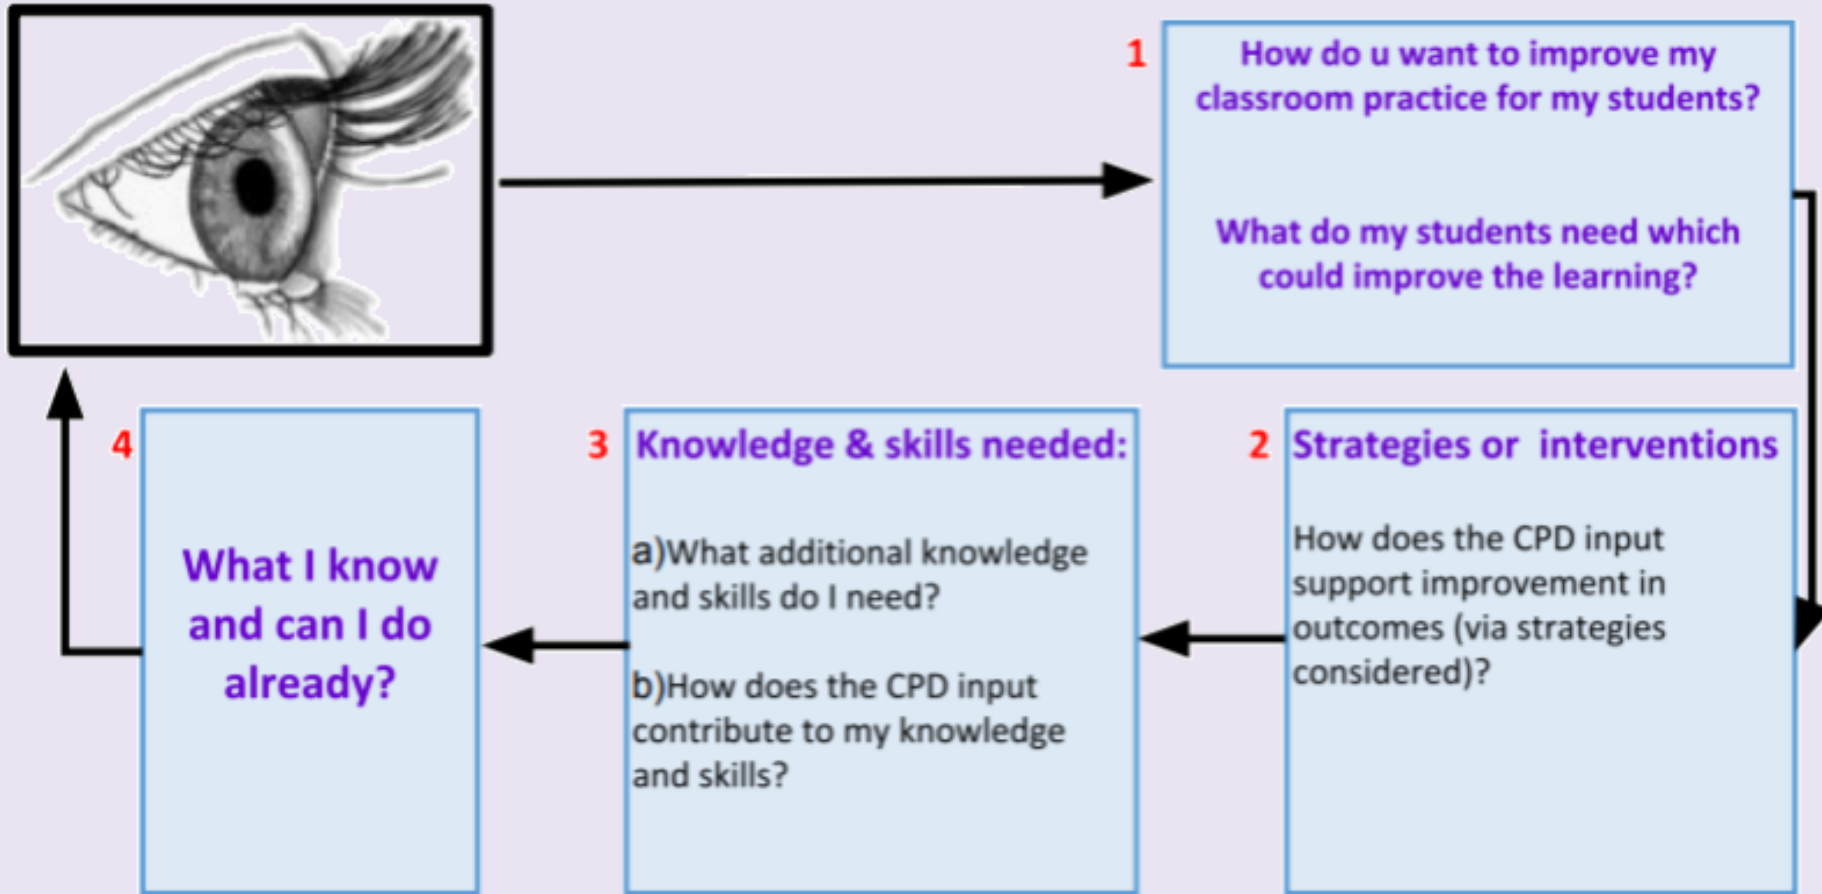 1
How do u want to improve my
classroom practice for my students?
What do my students need which
could improve the learning?
2
Strategies or interventions
How does the CPD input
support improvement in
outcomes (via strategies
considered)?
3
Knowledge & skills needed:
a)What additional knowledge
and skills do I need?
b)How does the CPD input
contribute to my knowledge
and skills?
4
What I know
and can I do
already?